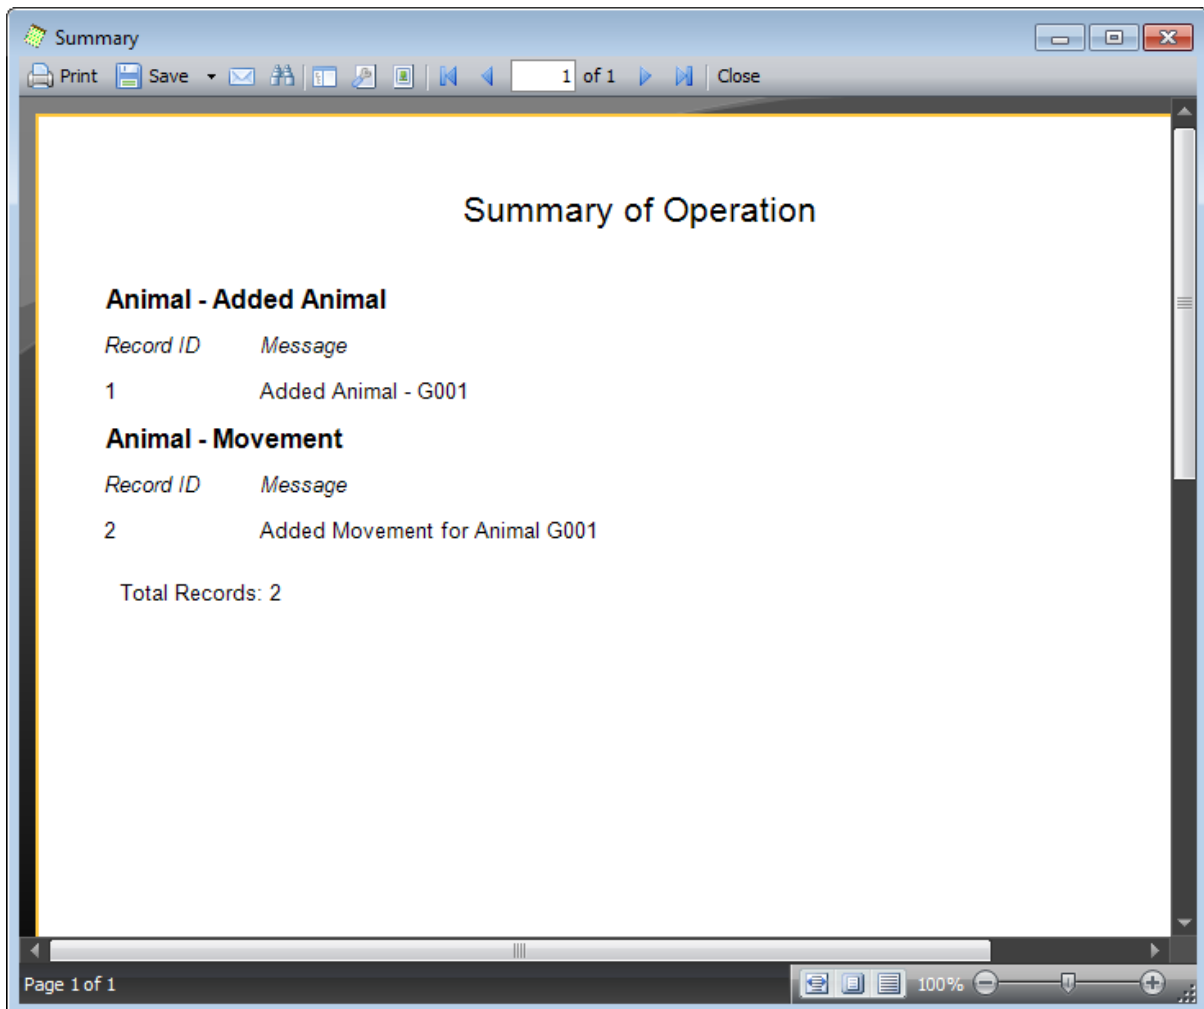 Summary
Print Save 1 of 1 Close
Summary of Operation
Animal - Added Animal
Record ID Message
1 Added Animal - G001
Animal - Movement
Record ID Message
2 Added Movement for Animal G001
Total Records: 2
Page 1 of 1 100%